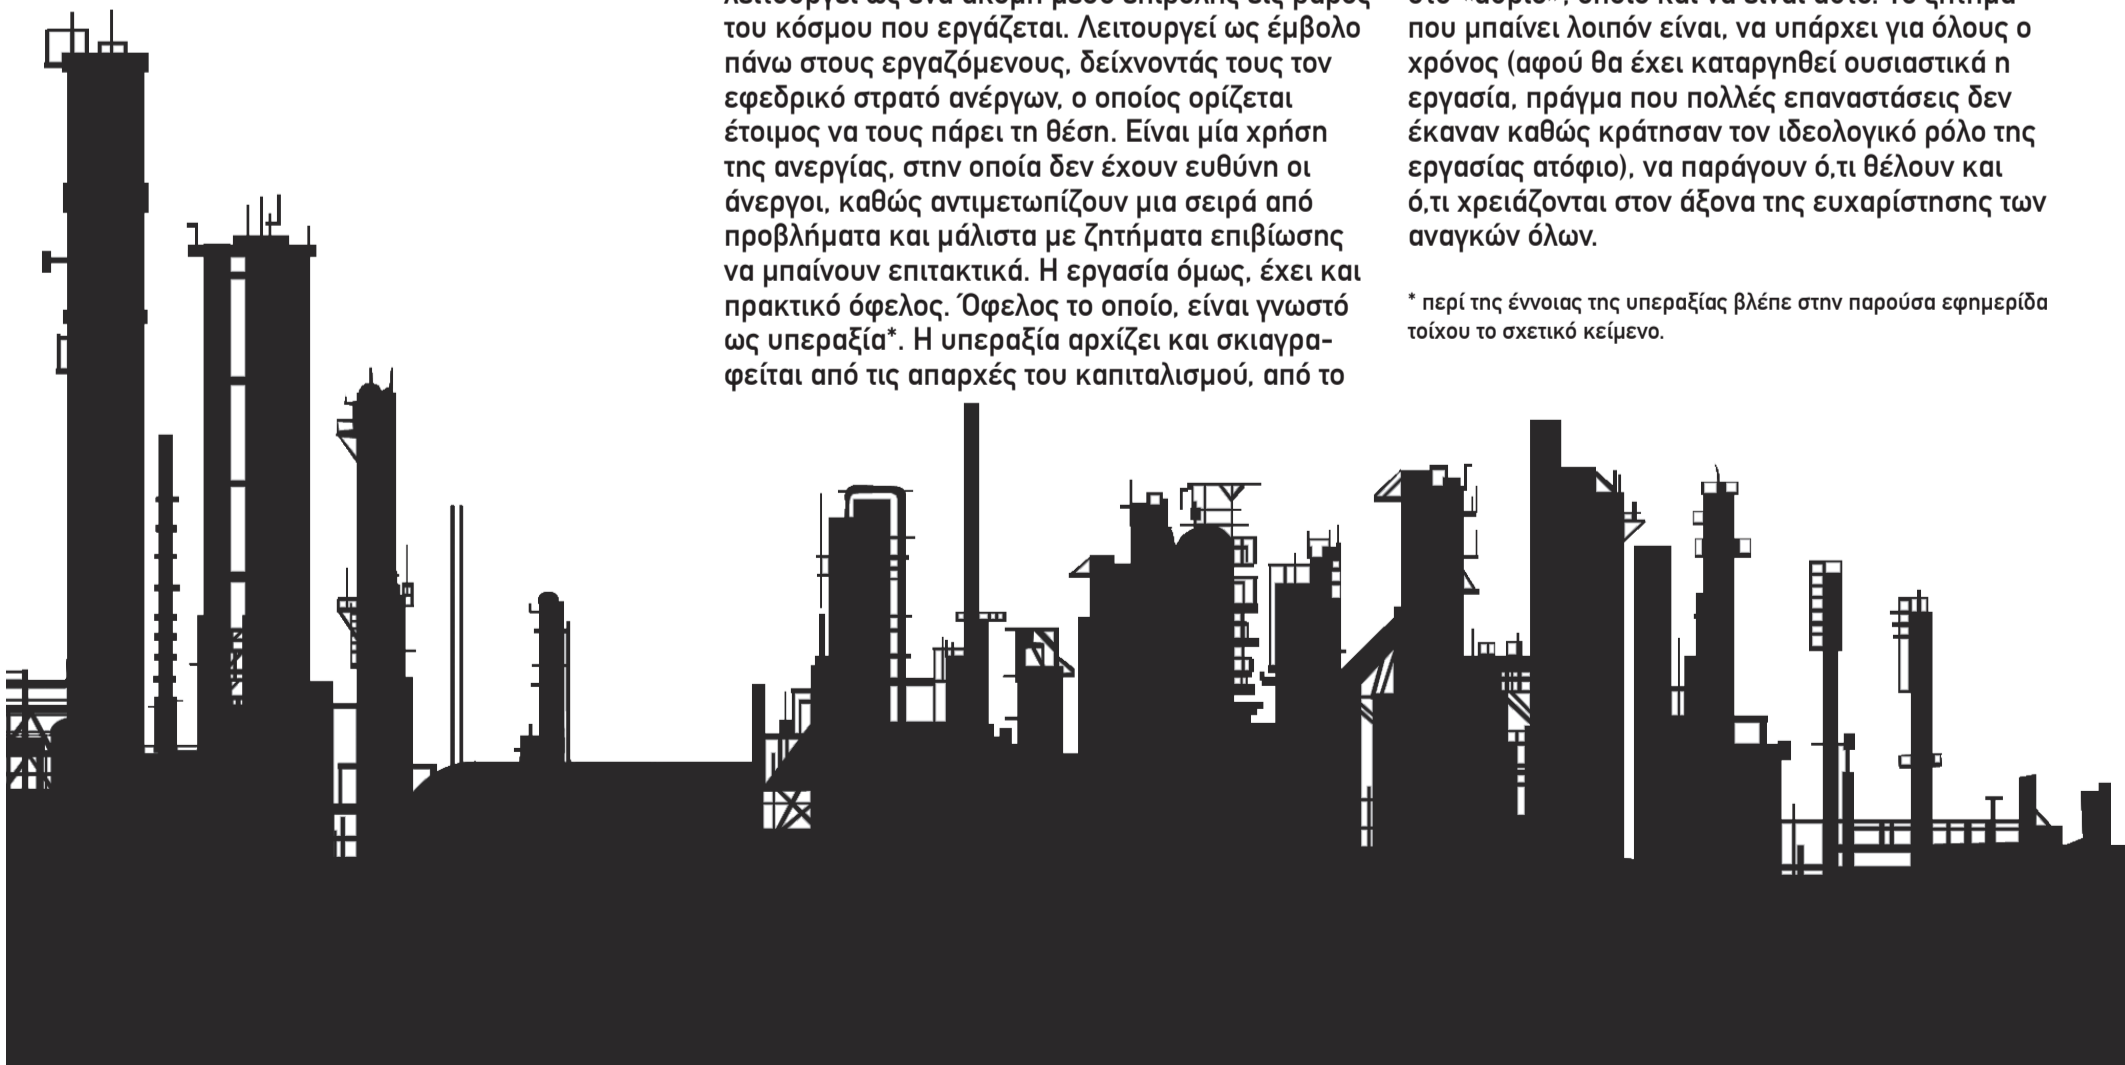 του κόσμου που εργάζεται. Λειτουργεί ως έμβολο
πάνω στους εργαζόμενους, δείχνοντάς τους τον
εφεδρικό στρατό ανέργων, ο οποίος ορίζεται
έτοιμος να τους πάρει τη θέση. Είναι μία χρήση
της ανεργίας, στην οποία δεν έχουν ευθύνη οι
άνεργοι, καθώς αντιμετωπίζουν μια σειρά από
προβλήματα και μάλιστα με ζητήματα επιβίωσης
να μπαίνουν επιτακτικά. Η εργασία όμως, έχει και
πρακτικό όφελος. Όφελος το οποίο, είναι γνωστό
ως υπεραξία*. Η υπεραξία αρχίζει και σκιαγρα-
φείται από τις απαρχές του καπιταλισμού, από το
που μπαίνει λοιπόν είναι, να υπάρχει για όλους ο
χρόνος (αφού θα έχει καταργηθεί ουσιαστικά η
εργασία, πράγμα που πολλές επαναστάσεις δεν
έκαναν καθώς κράτησαν τον ιδεολογικό ρόλο της
εργασίας ατόφιο), να παράγουν ό,τι θέλουν και
ό,τι χρειάζονται στον άξονα της ευχαρίστησης των
αναγκών όλων.
* περί της έννοιας της υπεραξίας βλέπε στην παρούσα εφημερίδα
τοίχου το σχετικό κείμενο.